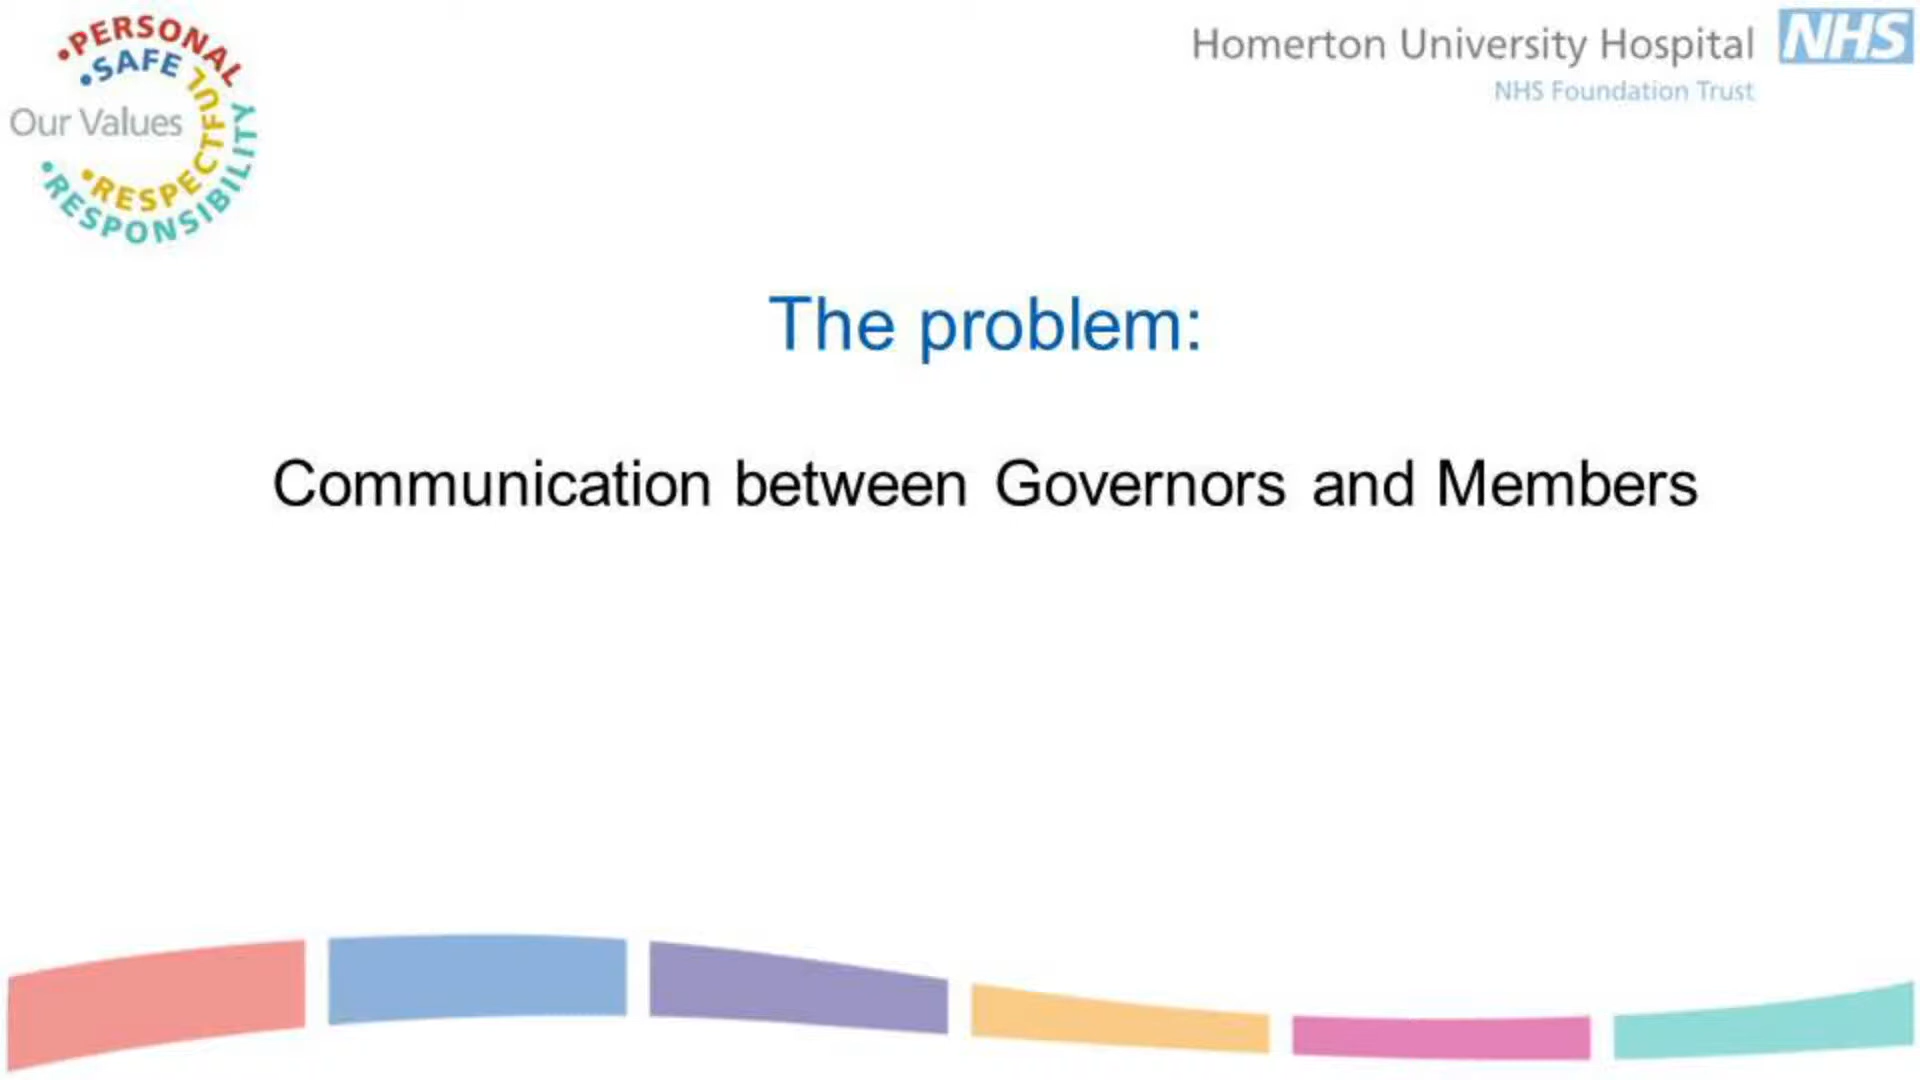 •PERSONAL
•SAFE
Our Values
•RESPECTFUL
•RESPONSIBILITY
Homerton University Hospital NHS
NHS Foundation Trust
The problem:
Communication between Governors and Members